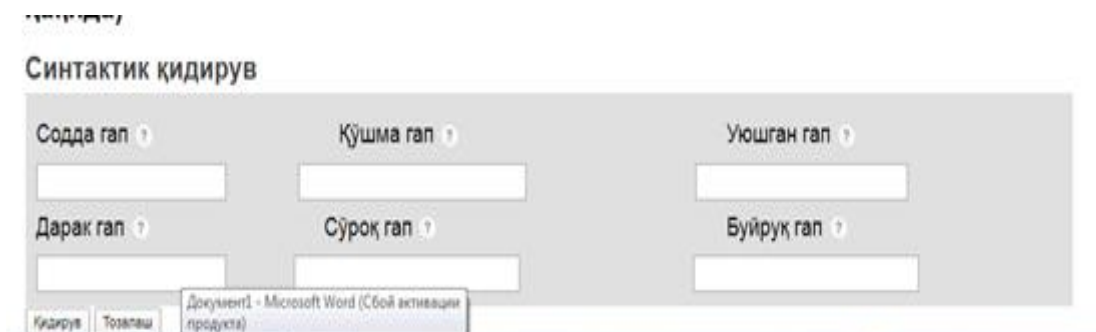 Синтактик қидирув
Содда гап ? Қўшма гап ? Уюшган гап ?
Дарак гап ? Сўроқ гап ? Буйруқ гап ?
Документ1 - Microsoft Word (Сбой активации
продукта)
Қидирув Тозалаш